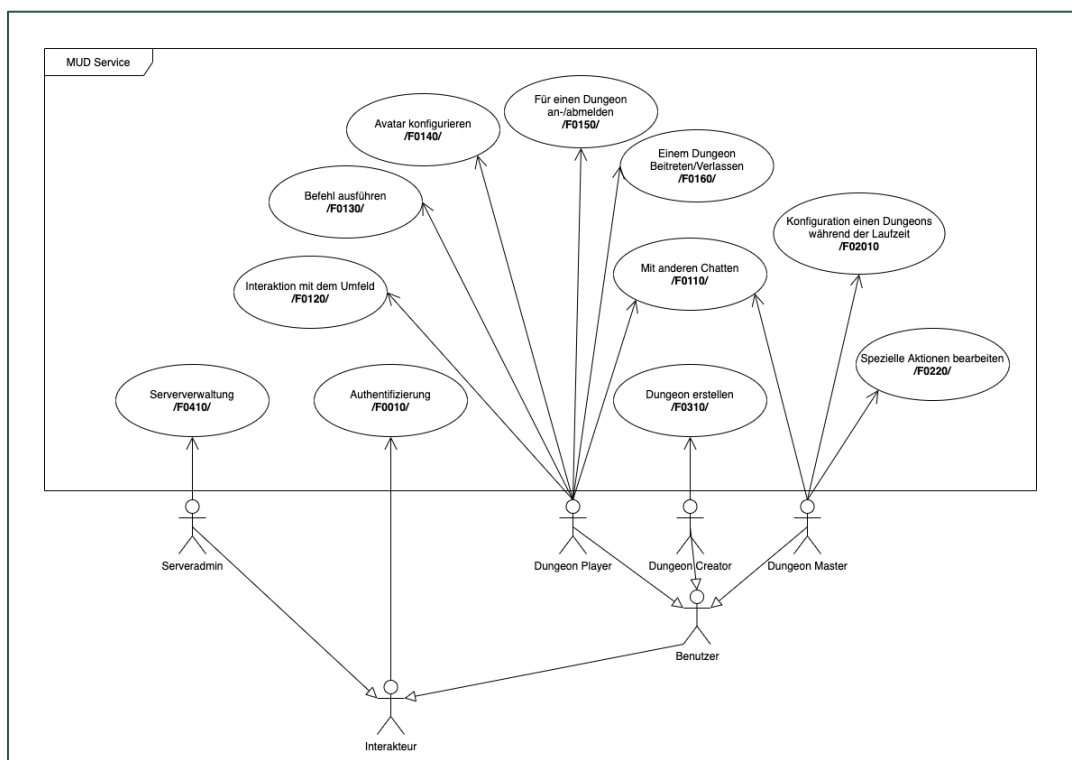 MUD Service
Für einen Dungeon
an-/abmelden
/F0150/
Avatar konfigurieren
/F0140/
Einem Dungeon
Beitreten/Verlassen
/F0160/
Befehl ausführen
/F0130/
Konfiguration einen Dungeons
während der Laufzeit
/F02010
Mit anderen Chatten
/F0110/
Interaktion mit dem Umfeld
/F0120/
Spezielle Aktionen bearbeiten
/F0220/
Serververwaltung
/F0410/
Authentifizierung
/F0010/
Dungeon erstellen
/F0310/
Serveradmin
Dungeon Player
Dungeon Creator
Dungeon Master
Benutzer
Interakteur